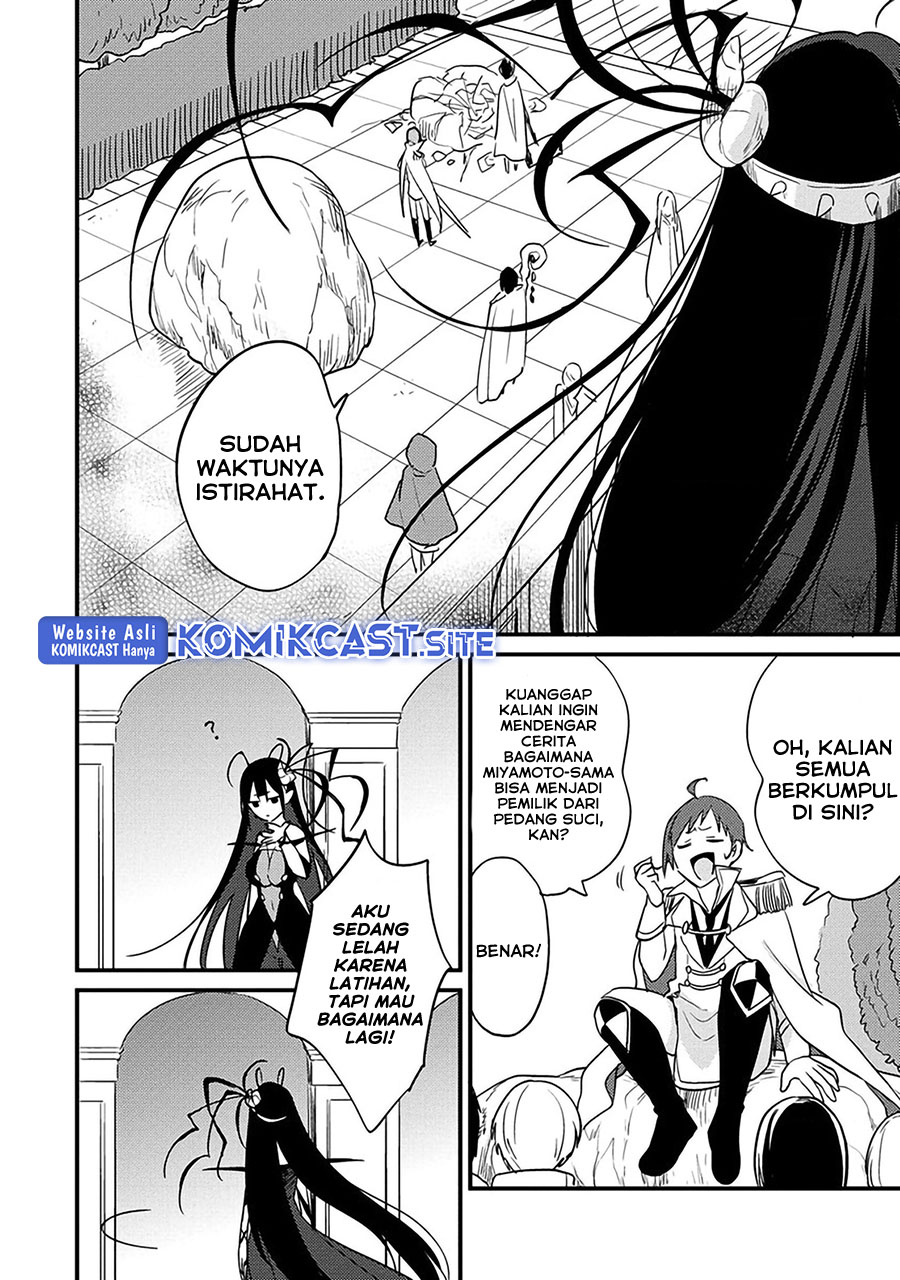 SUDAH
WAKTUNYA
ISTIRAHAT.
Website Asli
KOMIKCAST Hanya
KOMIKCAST.SITE
OH, KALIAN
SEMUA
BERKUMPUL
DI SINI?
KUANGGAP
KALIAN INGIN
MENDENGAR
CERITA
BAGAIMANA
MIYAMOTO-SAMA
BISA MENJADI
PEMILIK DARI
PEDANG SUCI,
KAN?
BENAR!
?
AKU
SEDANG
LELAH
KARENA
LATIHAN,
TAPI MAU
BAGAIMANA
LAGI!